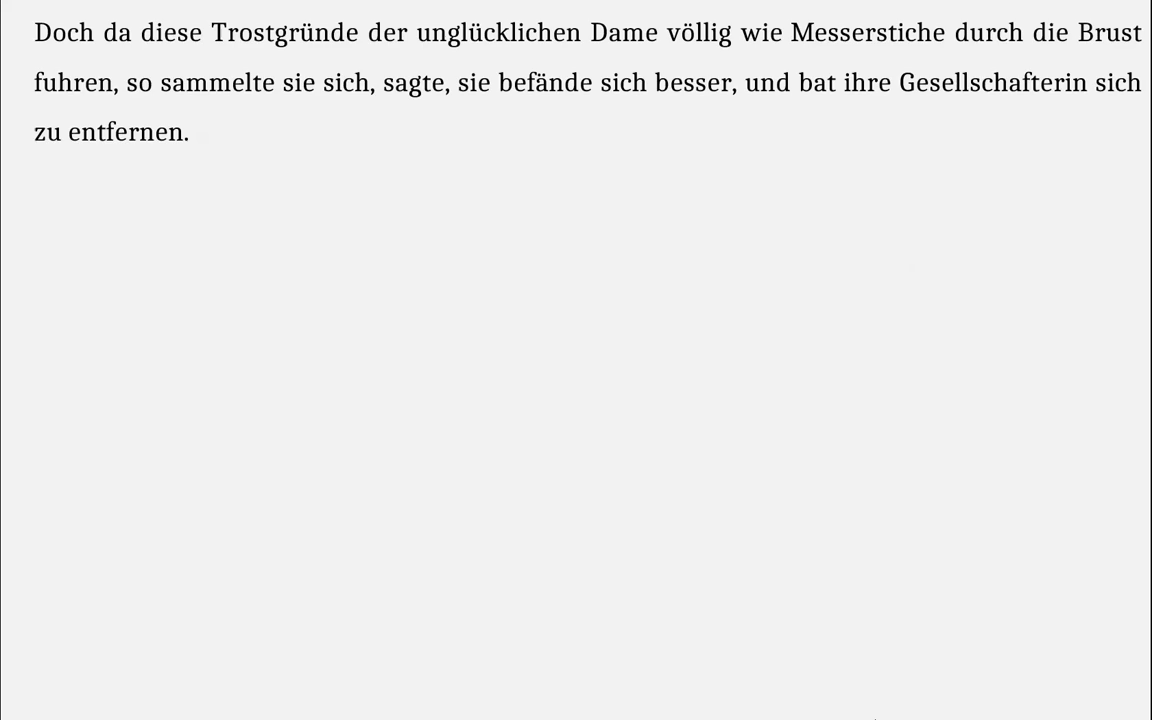 Doch da diese Trostgründe der unglücklichen Dame völlig wie Messerstiche durch die Brust
fuhren, so sammelte sie sich, sagte, sie befände sich besser, und bat ihre Gesellschafterin sich
zu entfernen.